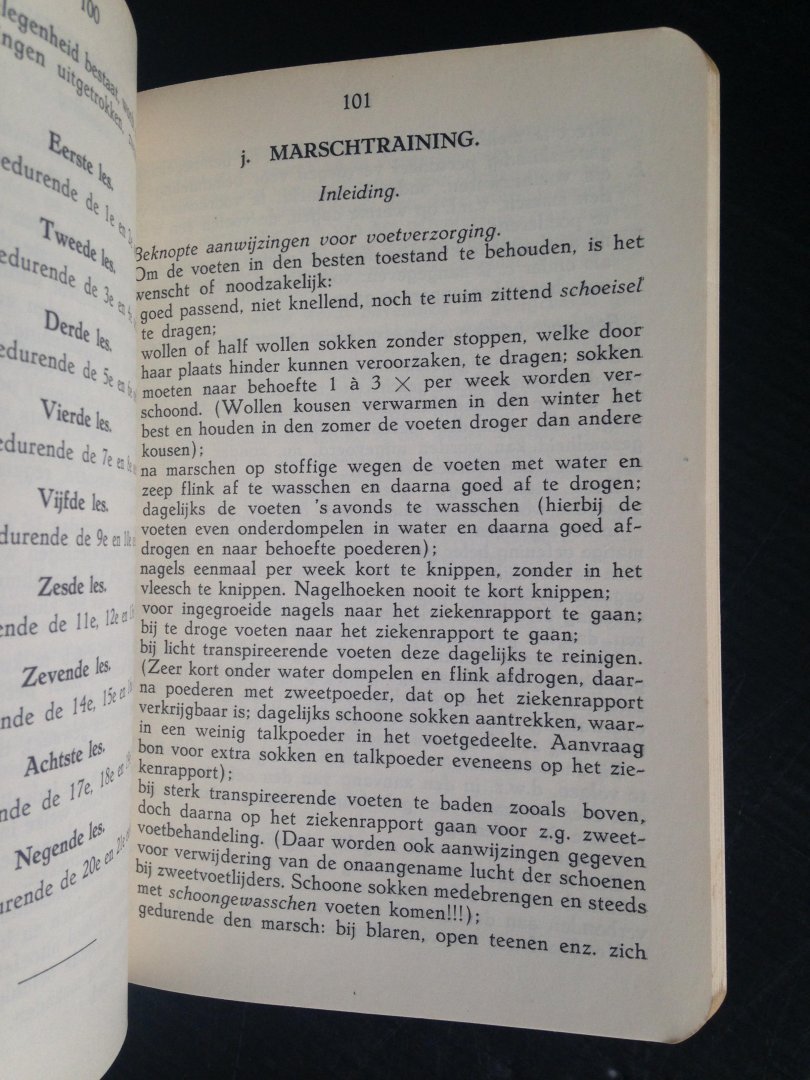 100
legenheid bestaat,
ingen uitgetrokken,
Eerste les.
edurende de 1e en
Tweede les.
edurende de 3e en
Derde les.
edurende de 5e en
Vierde les.
edurende de 7e en
Vijfde les.
durende de 9e en
Zesde les.
ende de 11e, 12e en
Zevende les.
nde de 14e, 15e en
Achtste les.
nde de 17e, 18e en
Negende les.
urende de 20e en
101
j. MARSCHTRAINING.
Inleiding.
Beknopte aanwijzingen voor voetverzorging.
Om de voeten in den besten toestand te behouden, is het
wenscht of noodzakelijk:
goed passend, niet knellend, noch te ruim zittend schoeisel
te dragen;
wollen of half wollen sokken zonder stoppen, welke door
haar plaats hinder kunnen veroorzaken, te dragen; sokken
moeten naar behoefte 1 à 3 × per week worden ver-
schoond. (Wollen kousen verwarmen in den winter het
best en houden in den zomer de voeten droger dan andere
kousen);
na marschen op stoffige wegen de voeten met water en
zeep flink af te wasschen en daarna goed af te drogen;
dagelijks de voeten 's avonds te wasschen (hierbij de
voeten even onderdompelen in water en daarna goed af-
drogen en naar behoefte poederen);
nagels eenmaal per week kort te knippen, zonder in het
vleesch te knippen. Nagelhoeken nooit te kort knippen;
voor ingegroeide nagels naar het ziekenrapport te gaan;
bij te droge voeten naar het ziekenrapport te gaan;
bij licht transpireerende voeten deze dagelijks te reinigen.
(Zeer kort onder water dompelen en flink afdrogen, daar-
na poederen met zweetpoeder, dat op het ziekenrapport
verkrijgbaar is; dagelijks schoone sokken aantrekken, waar-
in een weinig talkpoeder in het voetgedeelte. Aanvraag
bon voor extra sokken en talkpoeder eveneens op het zie-
kenrapport);
bij sterk transpireerende voeten te baden zooals boven,
doch daarna op het ziekenrapport gaan voor z.g. zweet-
voetbehandeling. (Daar worden ook aanwijzingen gegeven
voor verwijdering van de onaangename lucht der schoenen
bij zweetvoetlijders. Schoone sokken medebrengen en steeds
met schoongewasschen voeten komen!!!);
gedurende den marsch: bij blaren, open teenen enz. zich